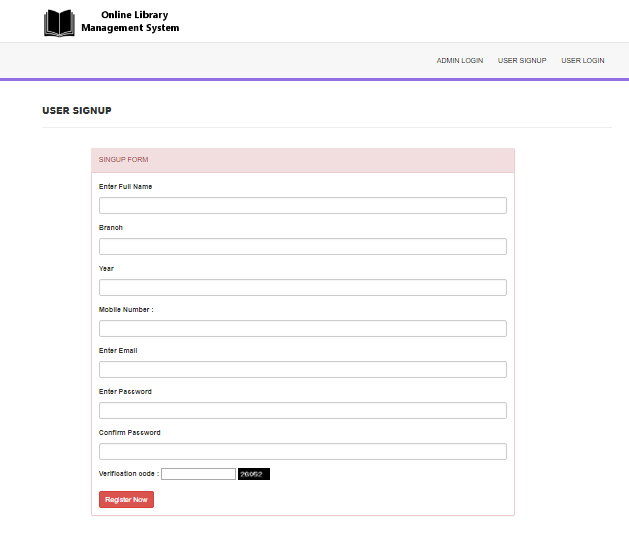 Online Library
Management System
ADMIN LOGIN USER SIGNUP USER LOGIN
USER SIGNUP
SINGUP FORM
Enter Full Name
Branch
Year
Mobile Number :
Enter Email
Enter Password
Confirm Password
Verification code : 26052
Register Now